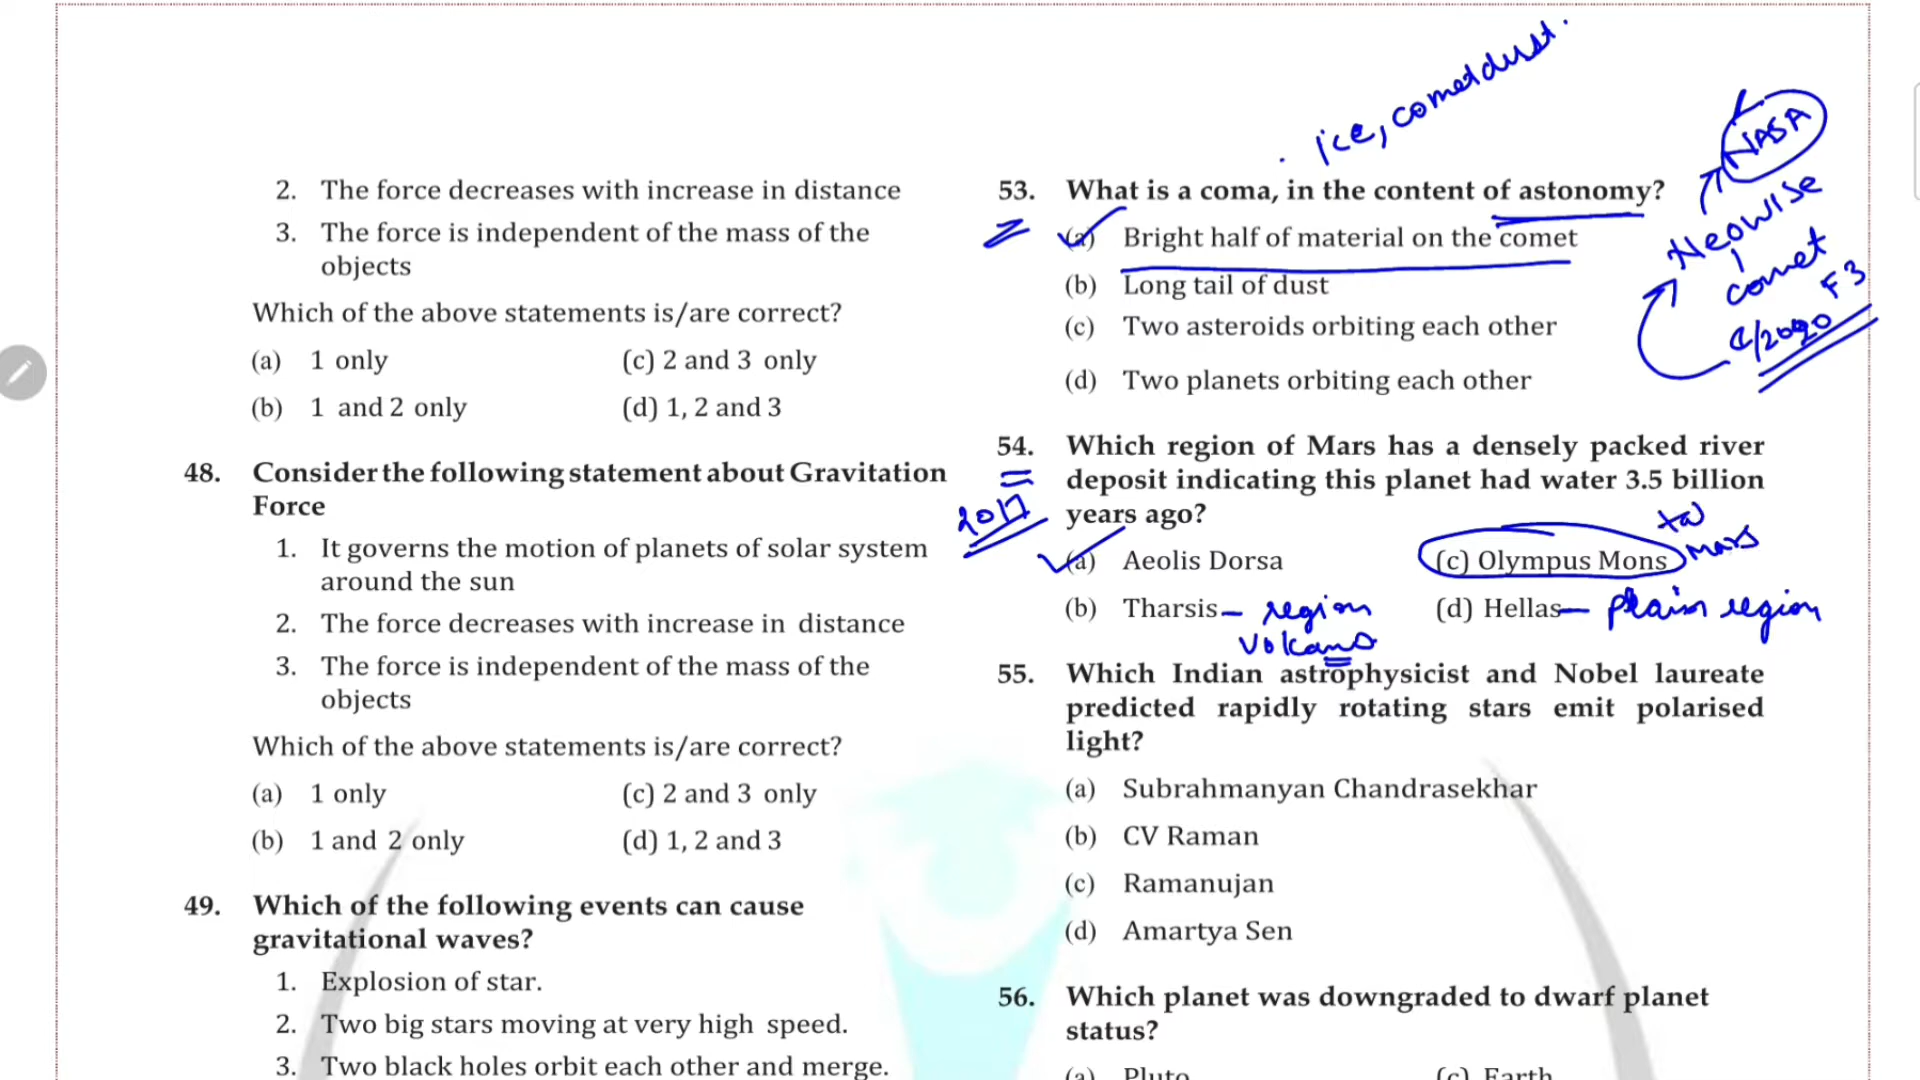 2. The force decreases with increase in distance
3. The force is independent of the mass of the
objects
Which of the above statements is/are correct?
(a) 1 only (c) 2 and 3 only
(b) 1 and 2 only (d) 1, 2 and 3
48. Consider the following statement about Gravitation
Force
1. It governs the motion of planets of solar system
around the sun
2. The force decreases with increase in distance
3. The force is independent of the mass of the
objects
Which of the above statements is/are correct?
(a) 1 only (c) 2 and 3 only
(b) 1 and 2 only (d) 1, 2 and 3
49. Which of the following events can cause
gravitational waves?
1. Explosion of star.
2. Two big stars moving at very high speed.
3. Two black holes orbit each other and merge.
ice, comet dust.
NASA
Neowise
comet
C/2020 F3
53. What is a coma, in the content of astonomy?
(a) Bright half of material on the comet
(b) Long tail of dust
(c) Two asteroids orbiting each other
(d) Two planets orbiting each other
54. Which region of Mars has a densely packed river
deposit indicating this planet had water 3.5 billion
years ago?
2017
(a) Aeolis Dorsa (c) Olympus Mons
Mars
(b) Tharsis – region (d) Hellas – plain region
volcano
55. Which Indian astrophysicist and Nobel laureate
predicted rapidly rotating stars emit polarised
light?
(a) Subrahmanyan Chandrasekhar
(b) CV Raman
(c) Ramanujan
(d) Amartya Sen
56. Which planet was downgraded to dwarf planet
status?
(a) Pluto (c) Earth